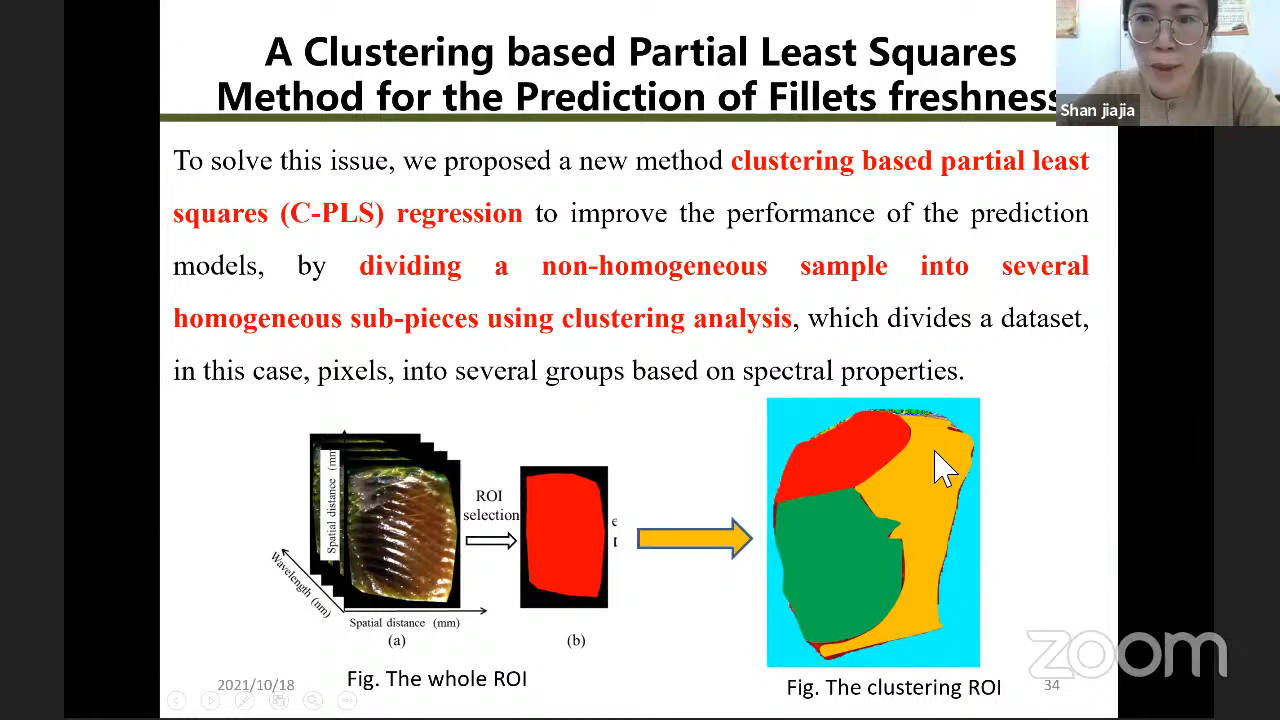 A Clustering based Partial Least Squares
Method for the Prediction of Fillets freshness
Shan jiajia
To solve this issue, we proposed a new method clustering based partial least
squares (C-PLS) regression to improve the performance of the prediction
models, by dividing a non-homogeneous sample into several
homogeneous sub-pieces using clustering analysis, which divides a dataset,
in this case, pixels, into several groups based on spectral properties.
Spatial distance (mm
Wavelength (nm)
Spatial distance (mm)
(a)
ROI
selection
(b)
Fig. The whole ROI
Fig. The clustering ROI
2021/10/18
34
zoom